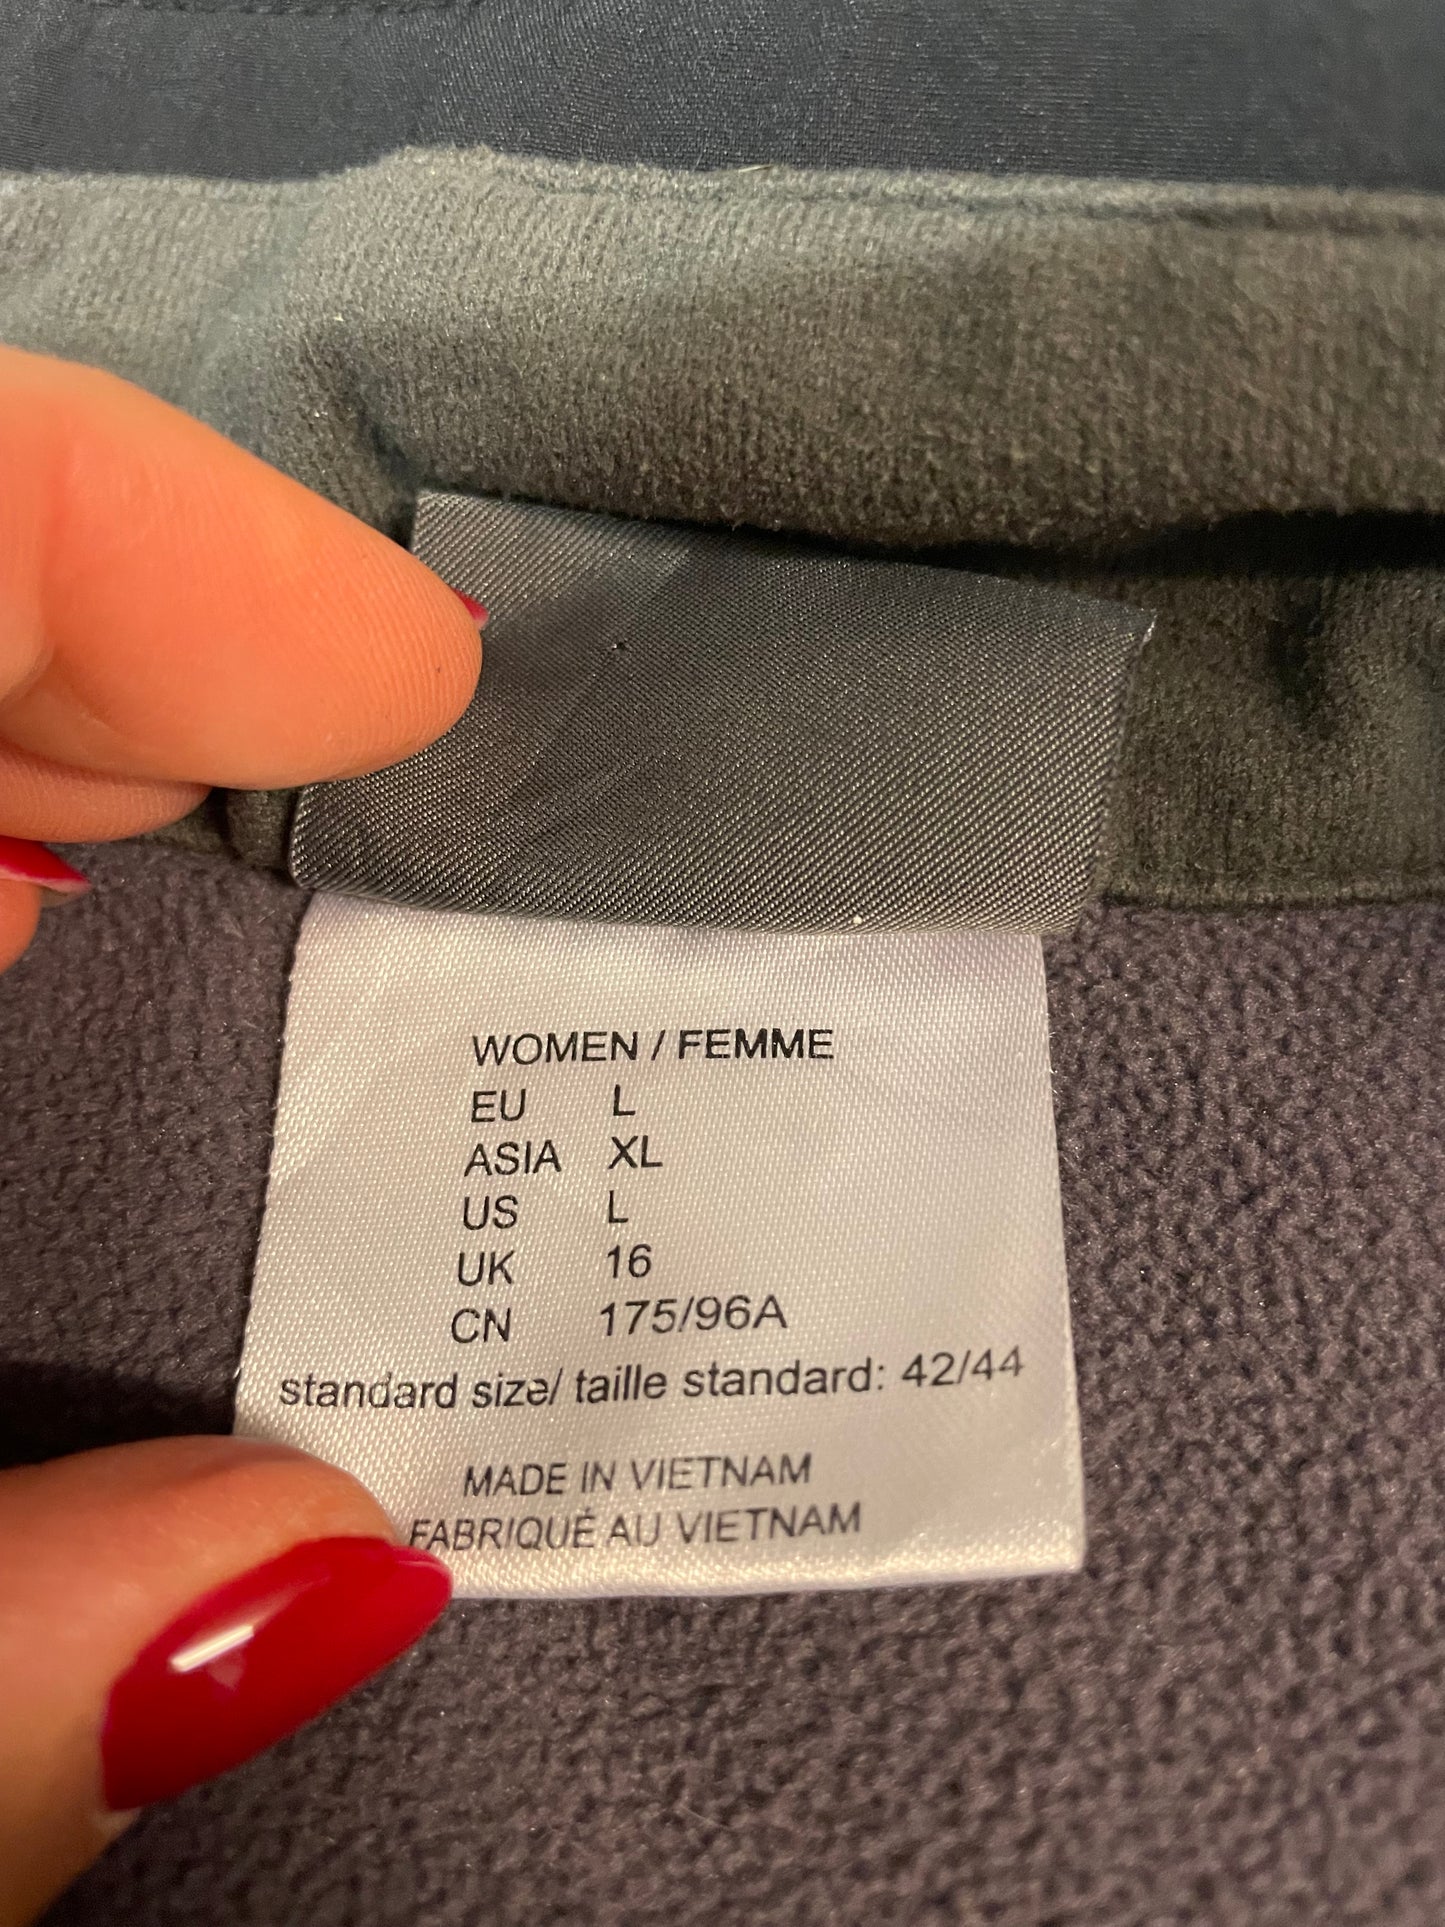 WOMEN / FEMME
EU L
ASIA XL
US L
UK 16
CN 175/96A
standard size/ taille standard: 42/44
MADE IN VIETNAM
FABRIQUÉ AU VIETNAM